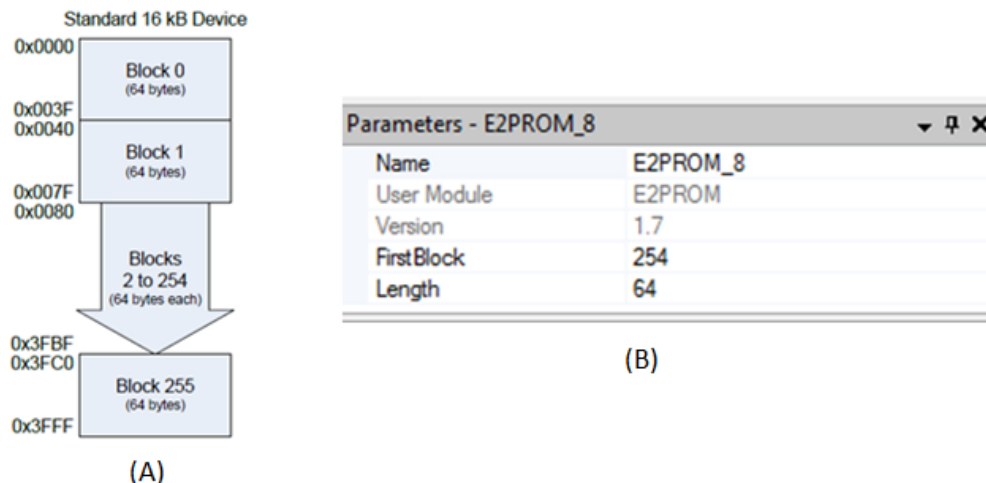 Standard 16 kB Device
0x0000
Block 0
(64 bytes)
0x003F
0x0040
Block 1
(64 bytes)
0x007F
0x0080
Blocks
2 to 254
(64 bytes each)
0x3FBF
0x3FC0
Block 255
(64 bytes)
0x3FFF
(A)
Parameters - E2PROM_8
Name E2PROM_8
User Module E2PROM
Version 1.7
FirstBlock 254
Length 64
(B)